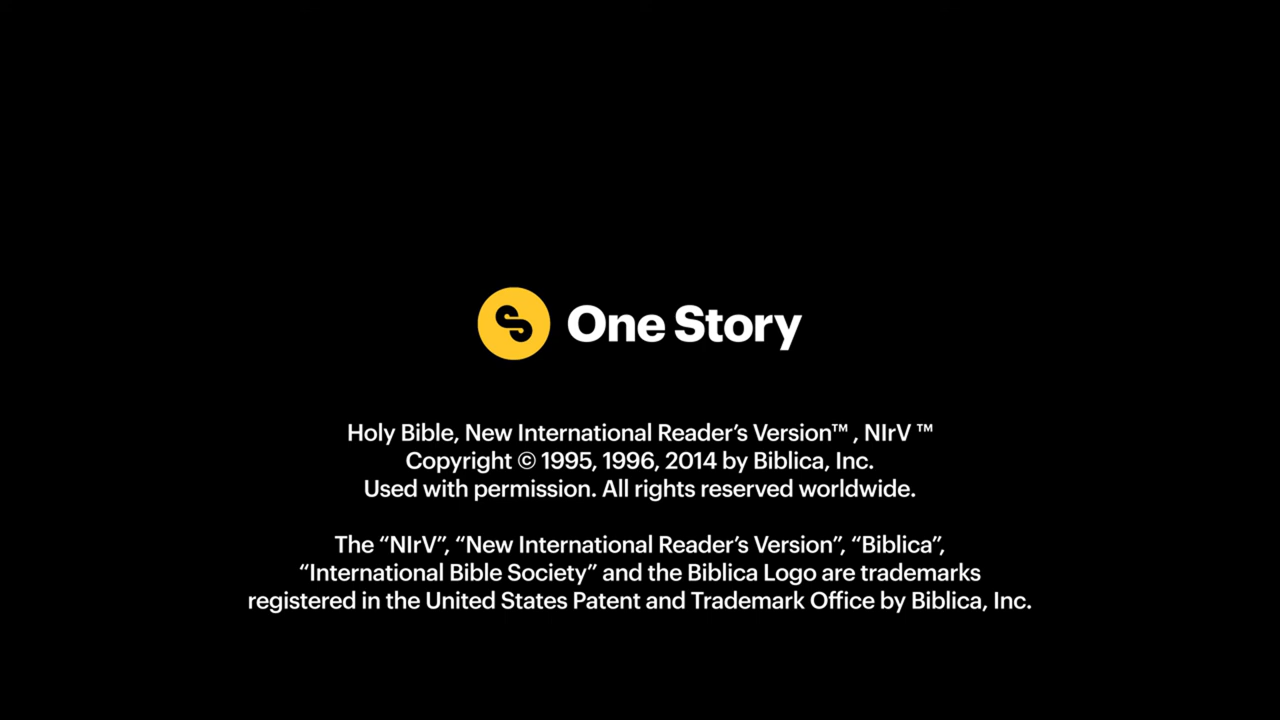 One Story
Holy Bible, New International Reader’s Version™ , NIrV ™
Copyright © 1995, 1996, 2014 by Biblica, Inc.
Used with permission. All rights reserved worldwide.
The “NIrV”, “New International Reader’s Version”, “Biblica”,
“International Bible Society” and the Biblica Logo are trademarks
registered in the United States Patent and Trademark Office by Biblica, Inc.